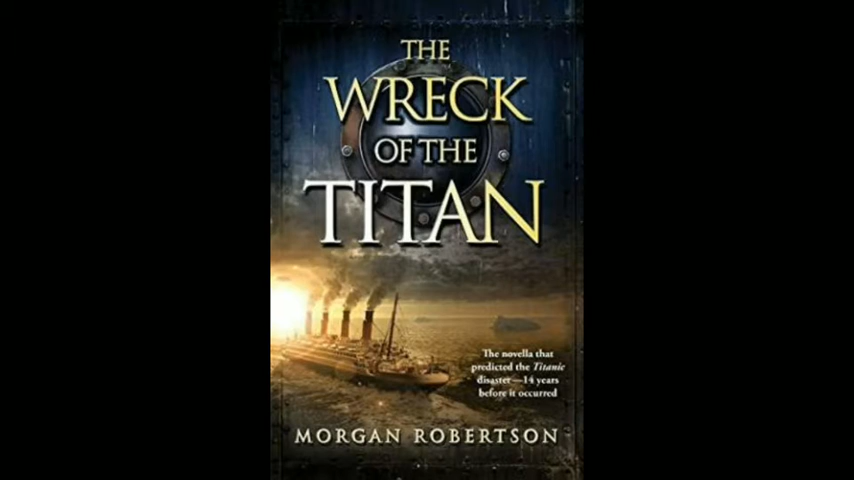 THE
WRECK
OF THE
TITAN
The novella that
predicted the Titanic
disaster—14 years
before it occurred
MORGAN ROBERTSON